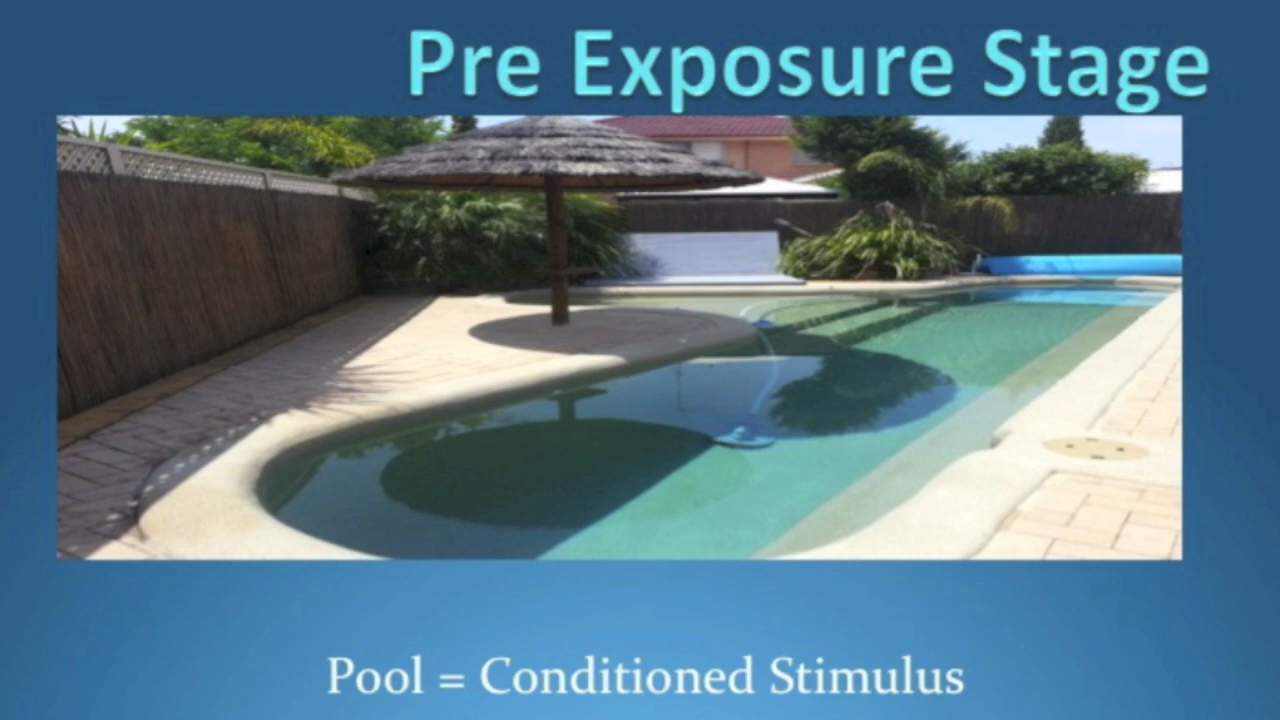 Pre Exposure Stage
Pool = Conditioned Stimulus